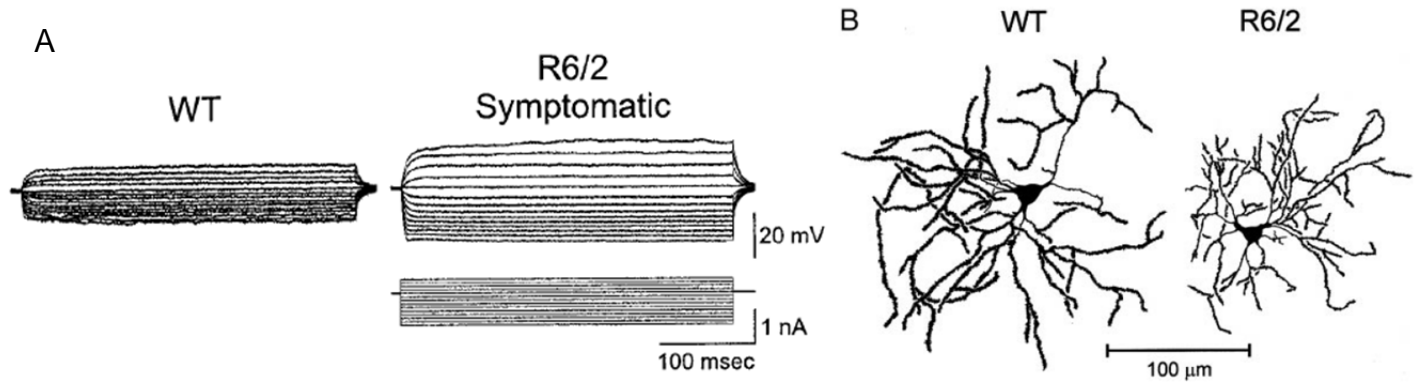 A
WT
R6/2
Symptomatic
20 mV
1 nA
100 msec
B
WT
R6/2
100 μm